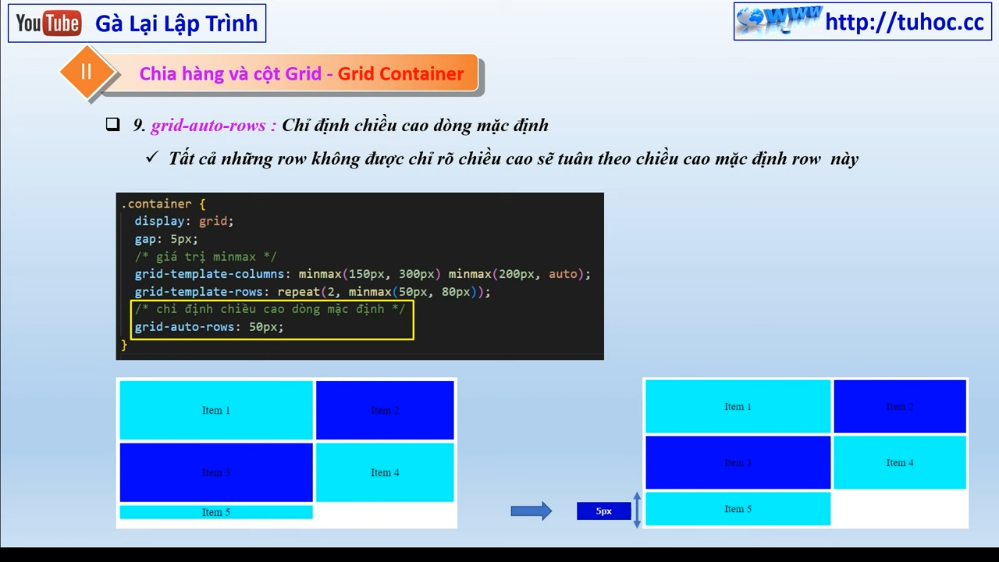 YouTube Gà Lại Lập Trình
WWW http://tuhoc.cc
II Chia hàng và cột Grid - Grid Container
9. grid-auto-rows : Chỉ định chiều cao dòng mặc định
Tất cả những row không được chỉ rõ chiều cao sẽ tuân theo chiều cao mặc định row này
.container {
display: grid;
gap: 5px;
/* giá trị minmax */
grid-template-columns: minmax(150px, 300px) minmax(200px, auto);
grid-template-rows: repeat(2, minmax(50px, 80px));
/* chỉ định chiều cao dòng mặc định */
grid-auto-rows: 50px;
}
Item 1
Item 2
Item 3
Item 4
Item 5
5px
Item 1
Item 2
Item 3
Item 4
Item 5